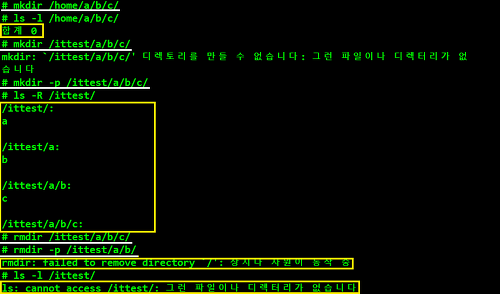 # mkdir /home/a/b/c/
# ls -l /home/a/b/c/
합계 0
# mkdir /ittest/a/b/c/
mkdir: `/ittest/a/b/c/' 디렉토리를 만들 수 없습니다: 그런 파일이나 디렉터리가 없
습니다
# mkdir -p /ittest/a/b/c/
# ls -R /ittest/
/ittest/:
a
/ittest/a:
b
/ittest/a/b:
c
/ittest/a/b/c:
# rmdir /ittest/a/b/c/
# rmdir -p /ittest/a/b/
rmdir: failed to remove directory `/': 장치나 자원이 동작 중
# ls -l /ittest/
ls: cannot access /ittest/: 그런 파일이나 디렉터리가 없습니다